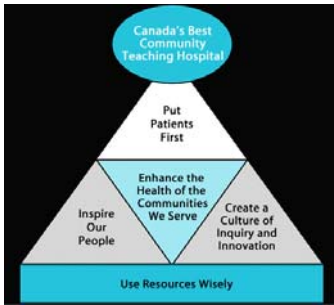 Canada's Best
Community
Teaching Hospital
Put
Patients
First
Enhance the
Health of the
Communities
We Serve
Inspire
Our
People
Create a
Culture of
Inquiry and
Innovation
Use Resources Wisely